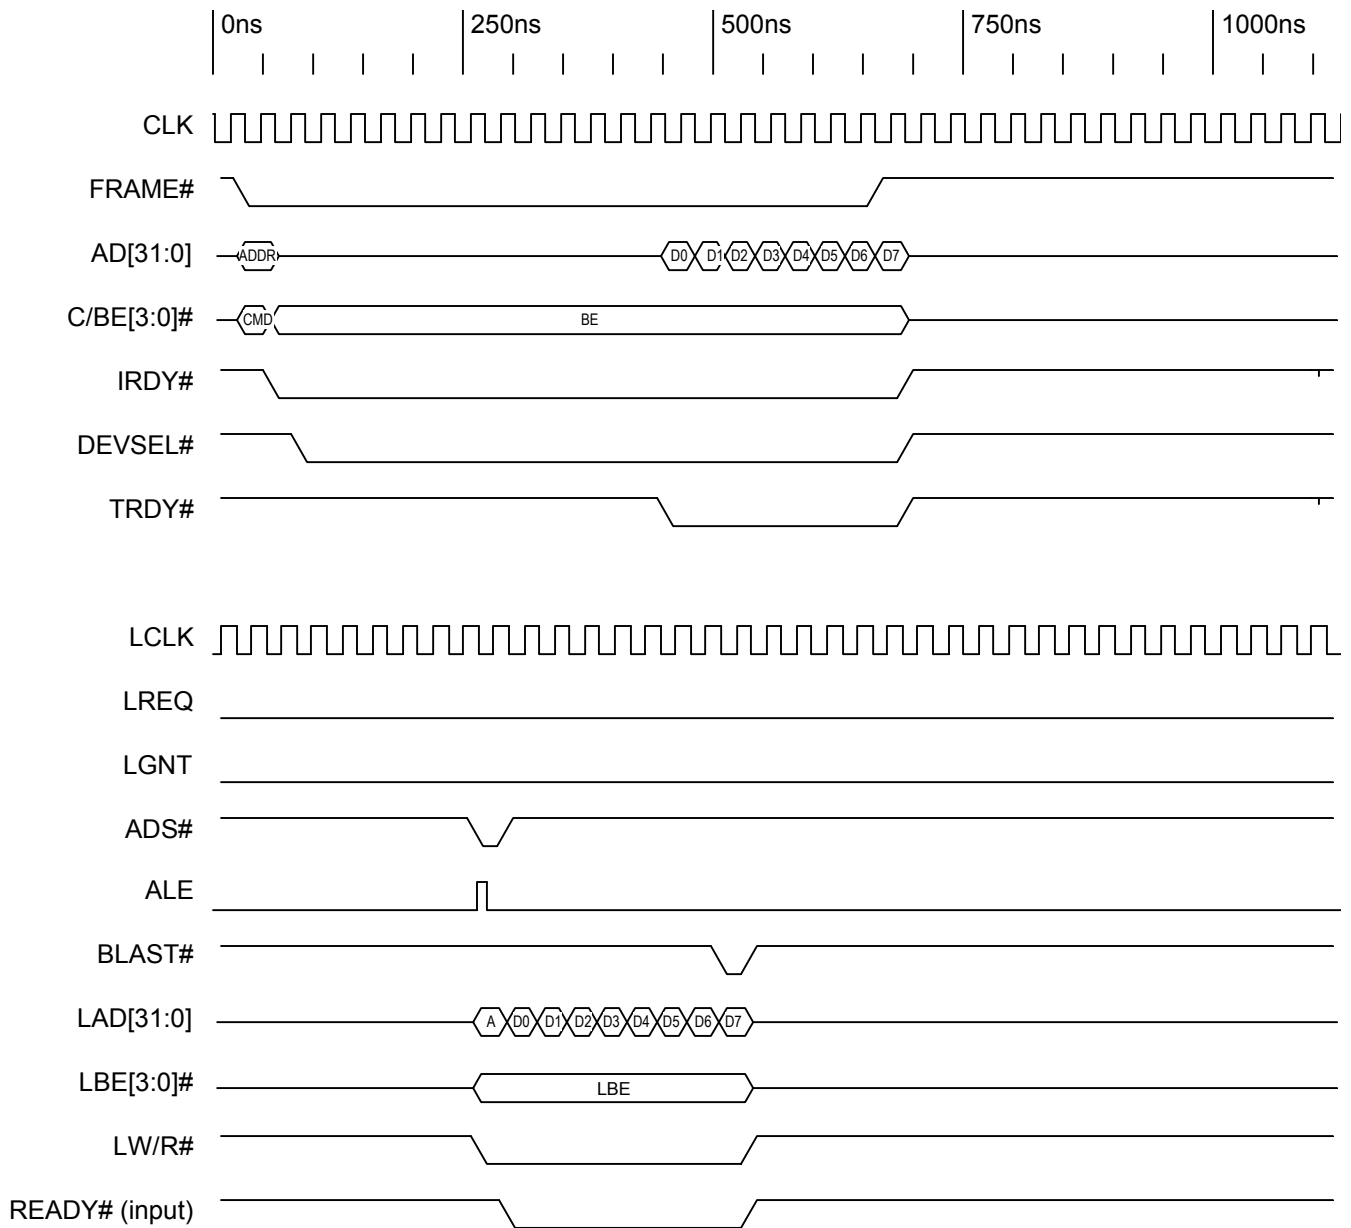 0ns 250ns 500ns 750ns 1000ns
CLK
FRAME#
AD[31:0] ADDR D0 D1 D2 D3 D4 D5 D6 D7
C/BE[3:0]# CMD BE
IRDY#
DEVSEL#
TRDY#
LCLK
LREQ
LGNT
ADS#
ALE
BLAST#
LAD[31:0] A D0 D1 D2 D3 D4 D5 D6 D7
LBE[3:0]# LBE
LW/R#
READY# (input)